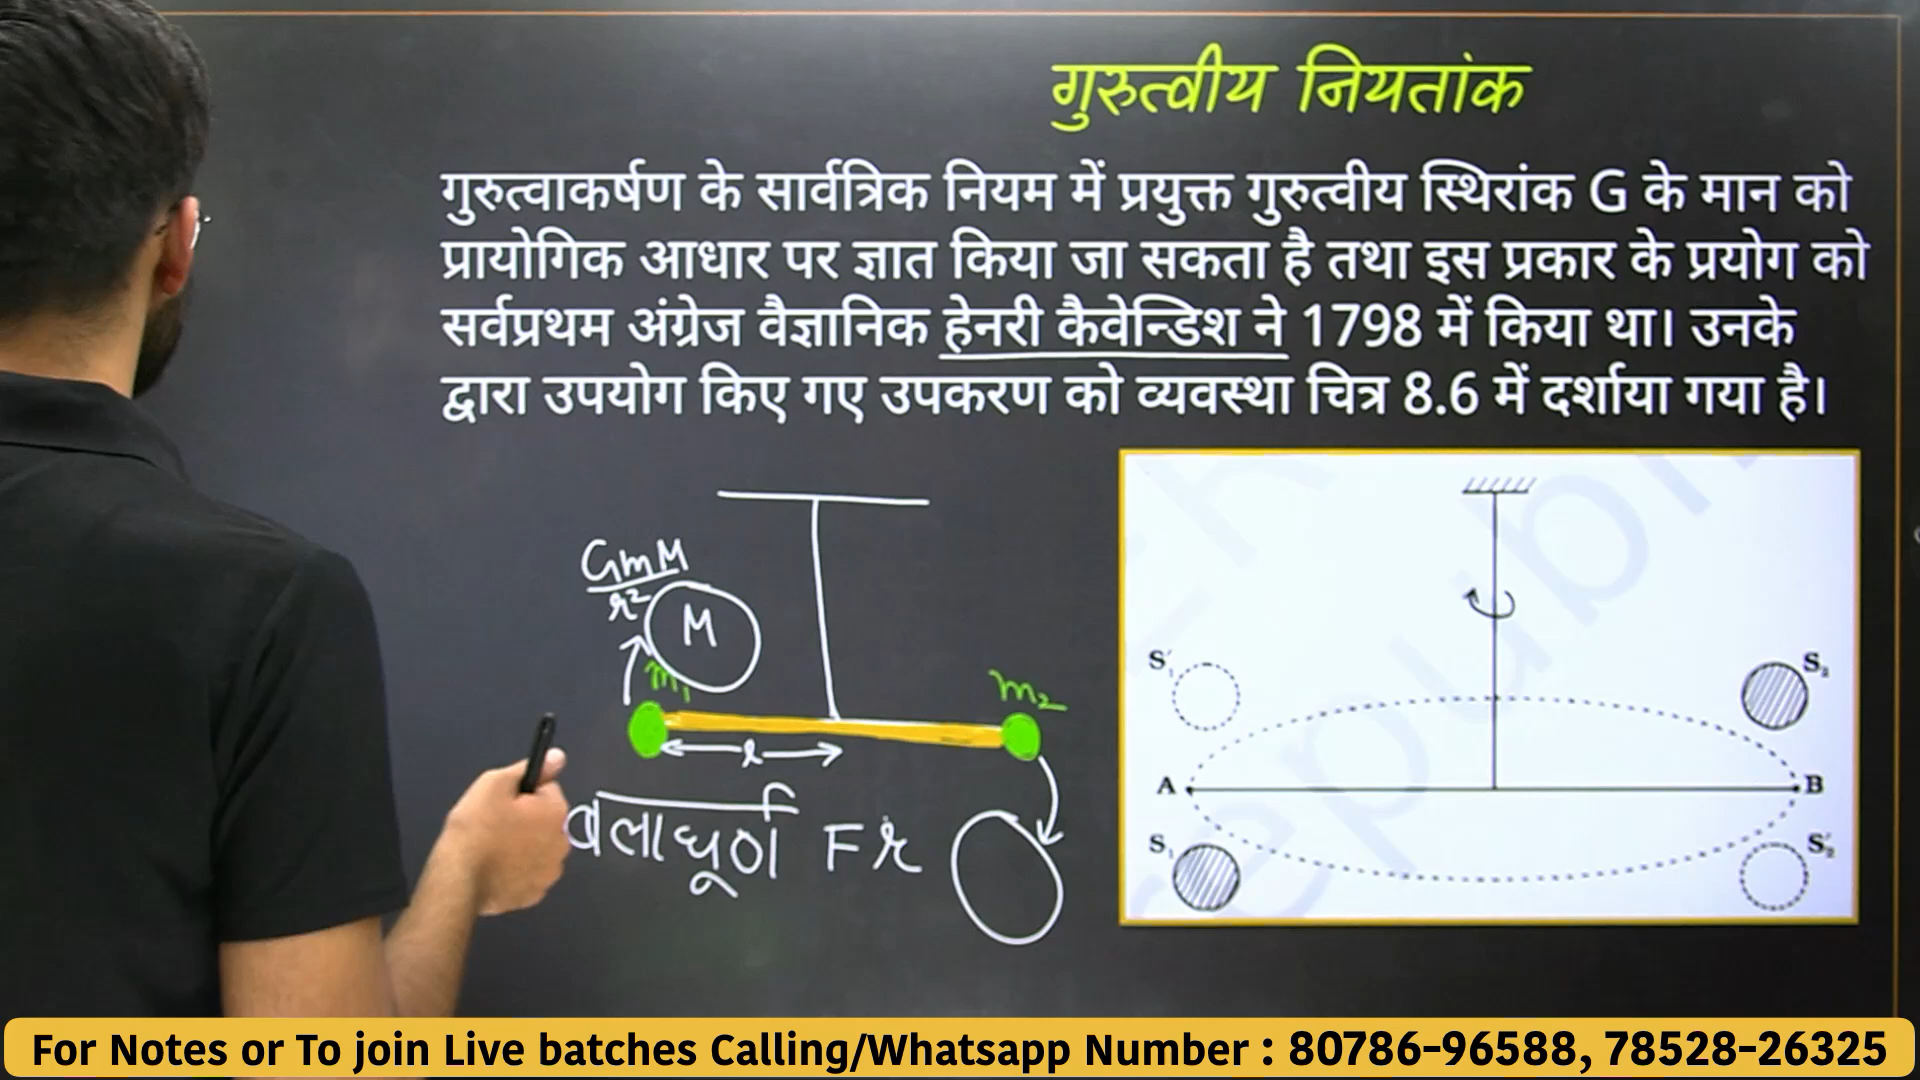 गुरुत्वीय नियतांक
गुरुत्वाकर्षण के सार्वत्रिक नियम में प्रयुक्त गुरुत्वीय स्थिरांक G के मान को
प्रायोगिक आधार पर ज्ञात किया जा सकता है तथा इस प्रकार के प्रयोग को
सर्वप्रथम अंग्रेज वैज्ञानिक हेनरी कैवेन्डिश ने 1798 में किया था। उनके
द्वारा उपयोग किए गए उपकरण को व्यवस्था चित्र 8.6 में दर्शाया गया है।
GmM
r²
M
m₁
m₂
r
बलाघूर्ण Fr
S₁′
S₂
A
B
S₁
S₂′
For Notes or To join Live batches Calling/Whatsapp Number : 80786-96588, 78528-26325